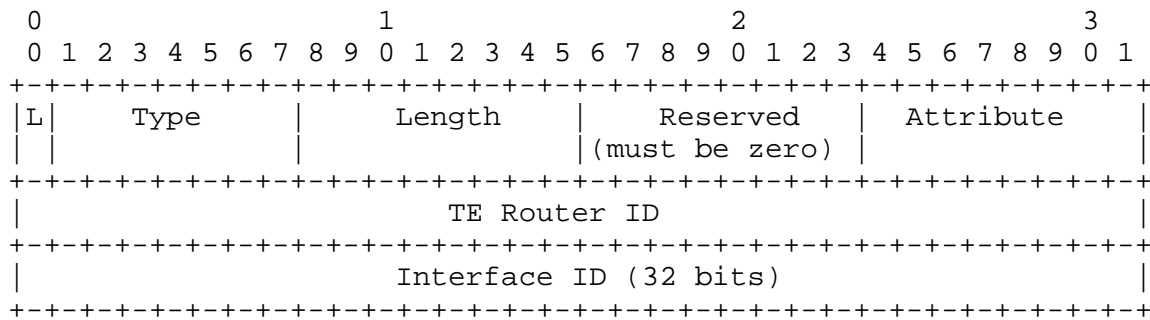 0                   1                   2                   3
 0 1 2 3 4 5 6 7 8 9 0 1 2 3 4 5 6 7 8 9 0 1 2 3 4 5 6 7 8 9 0 1
+-+-+-+-+-+-+-+-+-+-+-+-+-+-+-+-+-+-+-+-+-+-+-+-+-+-+-+-+-+-+-+-+
|L|    Type     |     Length    |    Reserved   |  Attribute    |
| |             |               |(must be zero) |               |
+-+-+-+-+-+-+-+-+-+-+-+-+-+-+-+-+-+-+-+-+-+-+-+-+-+-+-+-+-+-+-+-+
|                        TE Router ID                           |
+-+-+-+-+-+-+-+-+-+-+-+-+-+-+-+-+-+-+-+-+-+-+-+-+-+-+-+-+-+-+-+-+
|                     Interface ID (32 bits)                    |
+-+-+-+-+-+-+-+-+-+-+-+-+-+-+-+-+-+-+-+-+-+-+-+-+-+-+-+-+-+-+-+-+